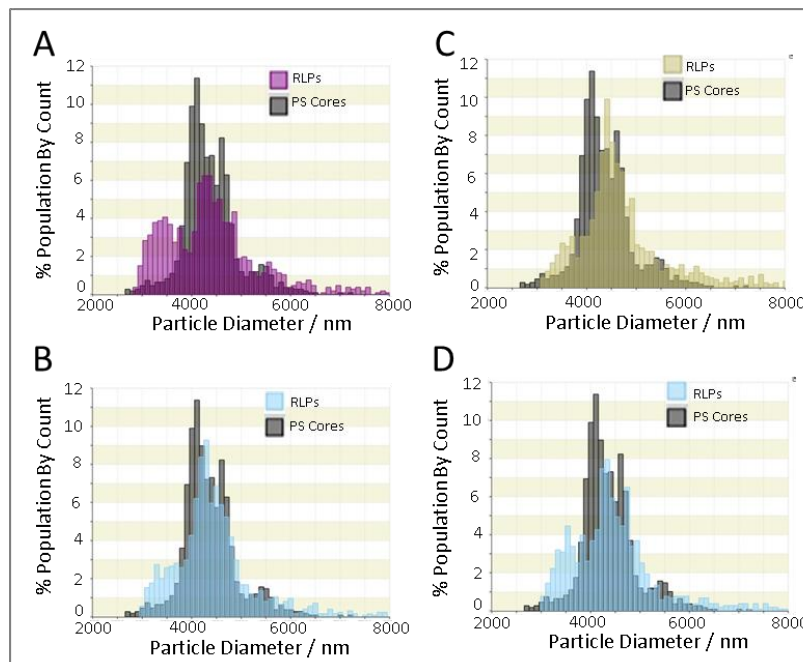 A
12
10
8
6
4
2
0
% Population By Count
RLPs
PS Cores
2000 4000 6000 8000
Particle Diameter / nm
C
12
10
8
6
4
2
0
% Population By Count
RLPs
PS Cores
2000 4000 6000 8000
Particle Diameter / nm
B
12
10
8
6
4
2
0
% Population By Count
RLPs
PS Cores
2000 4000 6000 8000
Particle Diameter / nm
D
12
10
8
6
4
2
0
% Population By Count
RLPs
PS Cores
2000 4000 6000 8000
Particle Diameter / nm